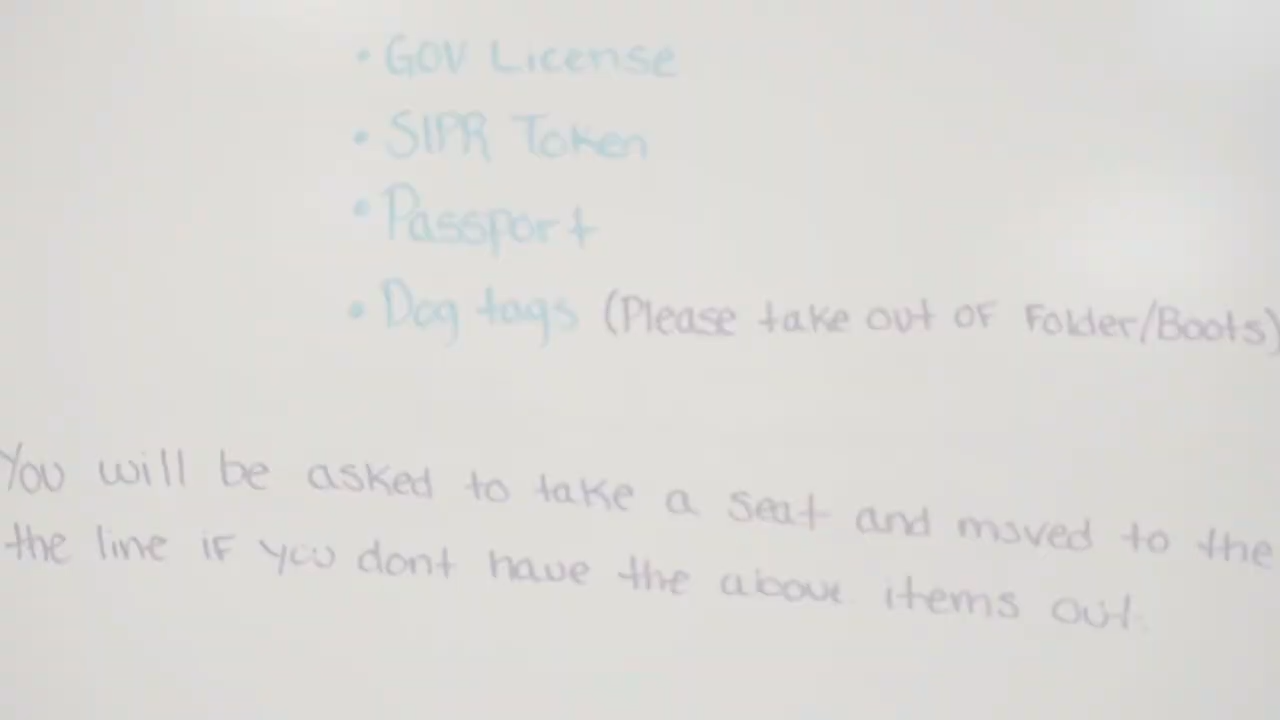 • GOV License
• SIPR Token
• Passport
• Dog tags (Please take out of Folder/Boots)
You will be asked to take a seat and moved to the
the line if you dont have the above items out.